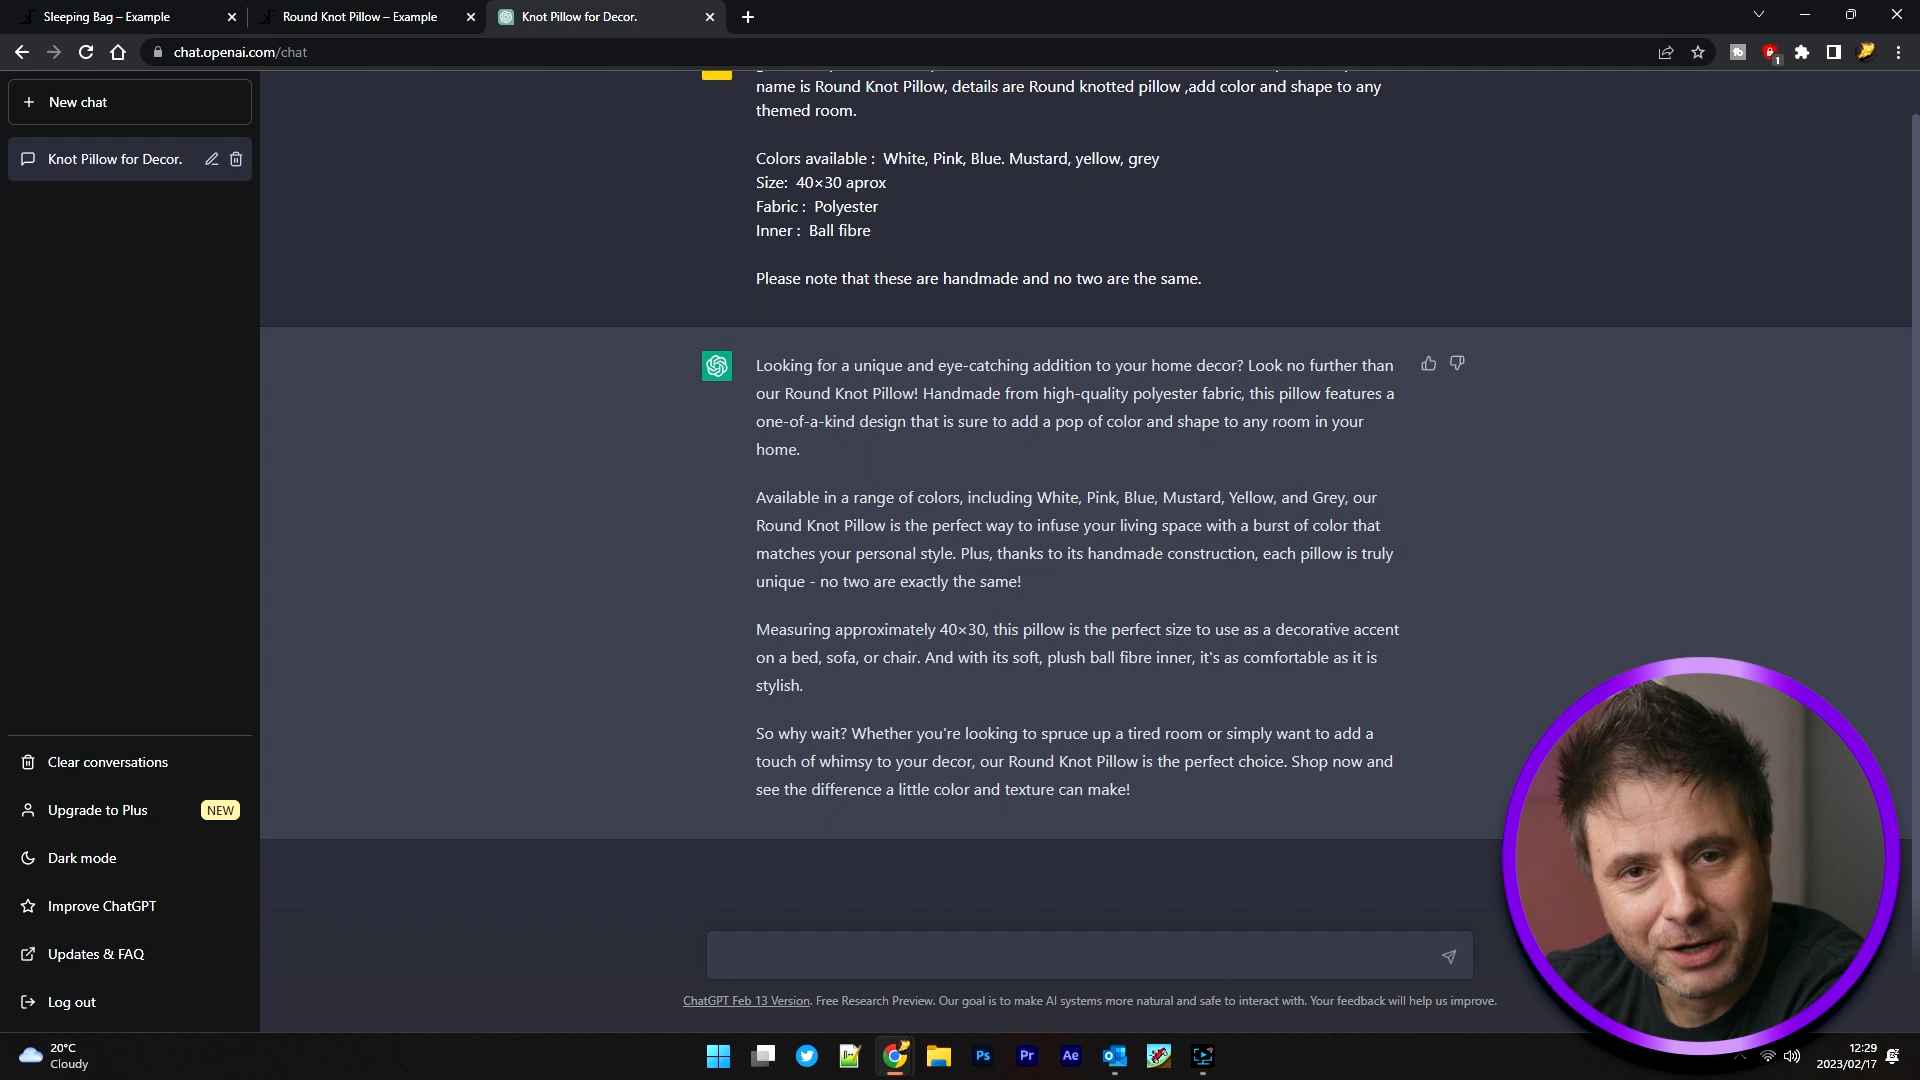 Sleeping Bag – Example
Round Knot Pillow – Example
Knot Pillow for Decor.
chat.openai.com/chat
1
New chat
Knot Pillow for Decor.
name is Round Knot Pillow, details are Round knotted pillow ,add color and shape to any
themed room.
Colors available :  White, Pink, Blue. Mustard, yellow, grey
Size:  40×30 aprox
Fabric :  Polyester
Inner :  Ball fibre
Please note that these are handmade and no two are the same.
Looking for a unique and eye-catching addition to your home decor? Look no further than
our Round Knot Pillow! Handmade from high-quality polyester fabric, this pillow features a
one-of-a-kind design that is sure to add a pop of color and shape to any room in your
home.
Available in a range of colors, including White, Pink, Blue, Mustard, Yellow, and Grey, our
Round Knot Pillow is the perfect way to infuse your living space with a burst of color that
matches your personal style. Plus, thanks to its handmade construction, each pillow is truly
unique - no two are exactly the same!
Measuring approximately 40×30, this pillow is the perfect size to use as a decorative accent
on a bed, sofa, or chair. And with its soft, plush ball fibre inner, it's as comfortable as it is
stylish.
So why wait? Whether you're looking to spruce up a tired room or simply want to add a
touch of whimsy to your decor, our Round Knot Pillow is the perfect choice. Shop now and
see the difference a little color and texture can make!
Clear conversations
Upgrade to Plus
NEW
Dark mode
Improve ChatGPT
Updates & FAQ
Log out
ChatGPT Feb 13 Version. Free Research Preview. Our goal is to make AI systems more natural and safe to interact with. Your feedback will help us improve.
20°C
Cloudy
Ps
Pr
Ae
12:29
2023/02/17